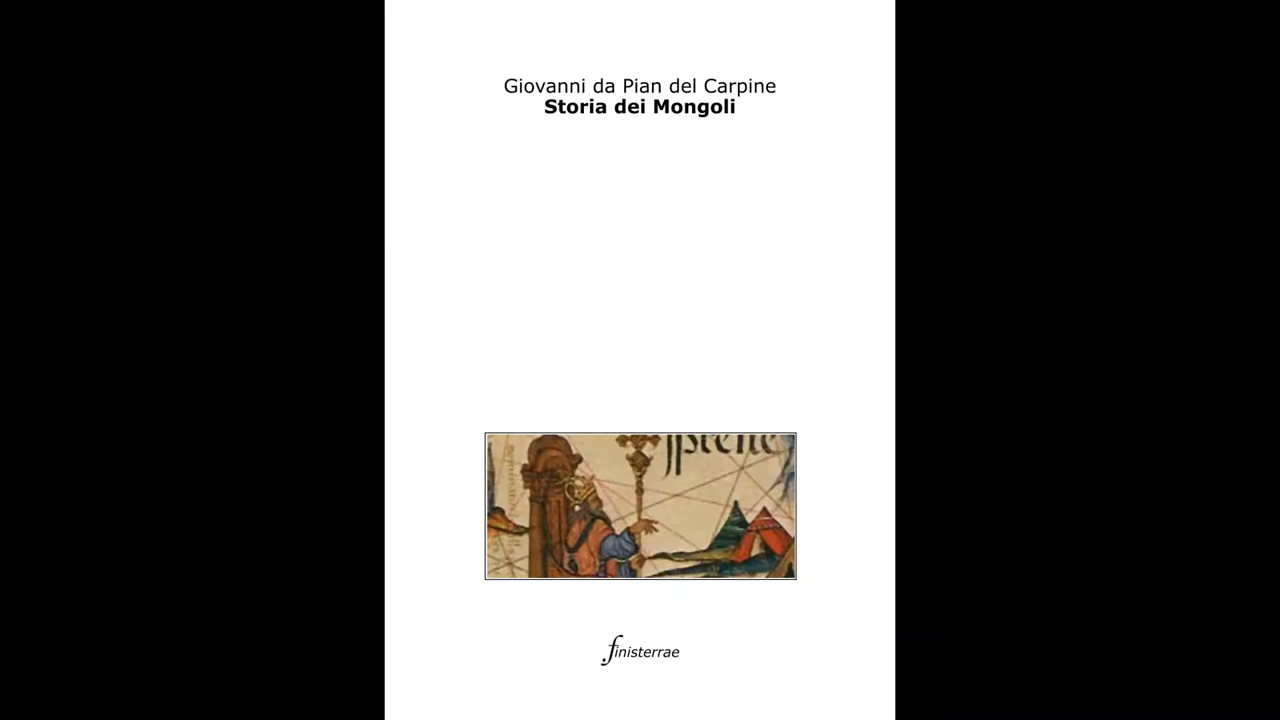 Giovanni da Pian del Carpine
Storia dei Mongoli
finisterrae